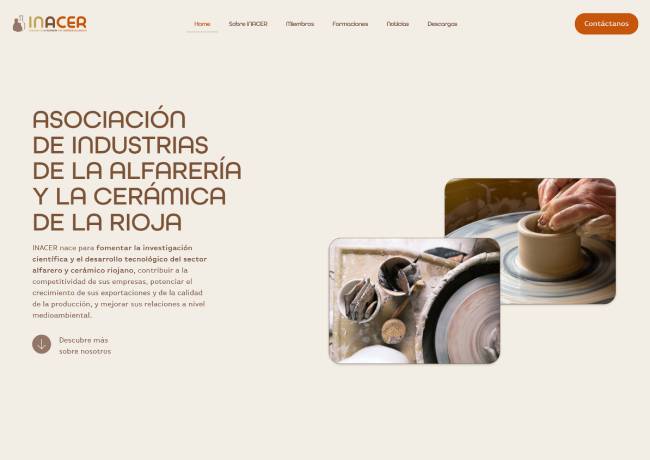 INACER
Home
Sobre INACER
Miembros
Formaciones
Noticias
Descargas
Contáctanos
ASOCIACIÓN
DE INDUSTRIAS
DE LA ALFARERÍA
Y LA CERÁMICA
DE LA RIOJA
INACER nace para fomentar la investigación
científica y el desarrollo tecnológico del sector
alfarero y cerámico riojano, contribuir a la
competitividad de sus empresas, potenciar el
crecimiento de sus exportaciones y de la calidad
de la producción, y mejorar sus relaciones a nivel
medioambiental.
Descubre más
sobre nosotros